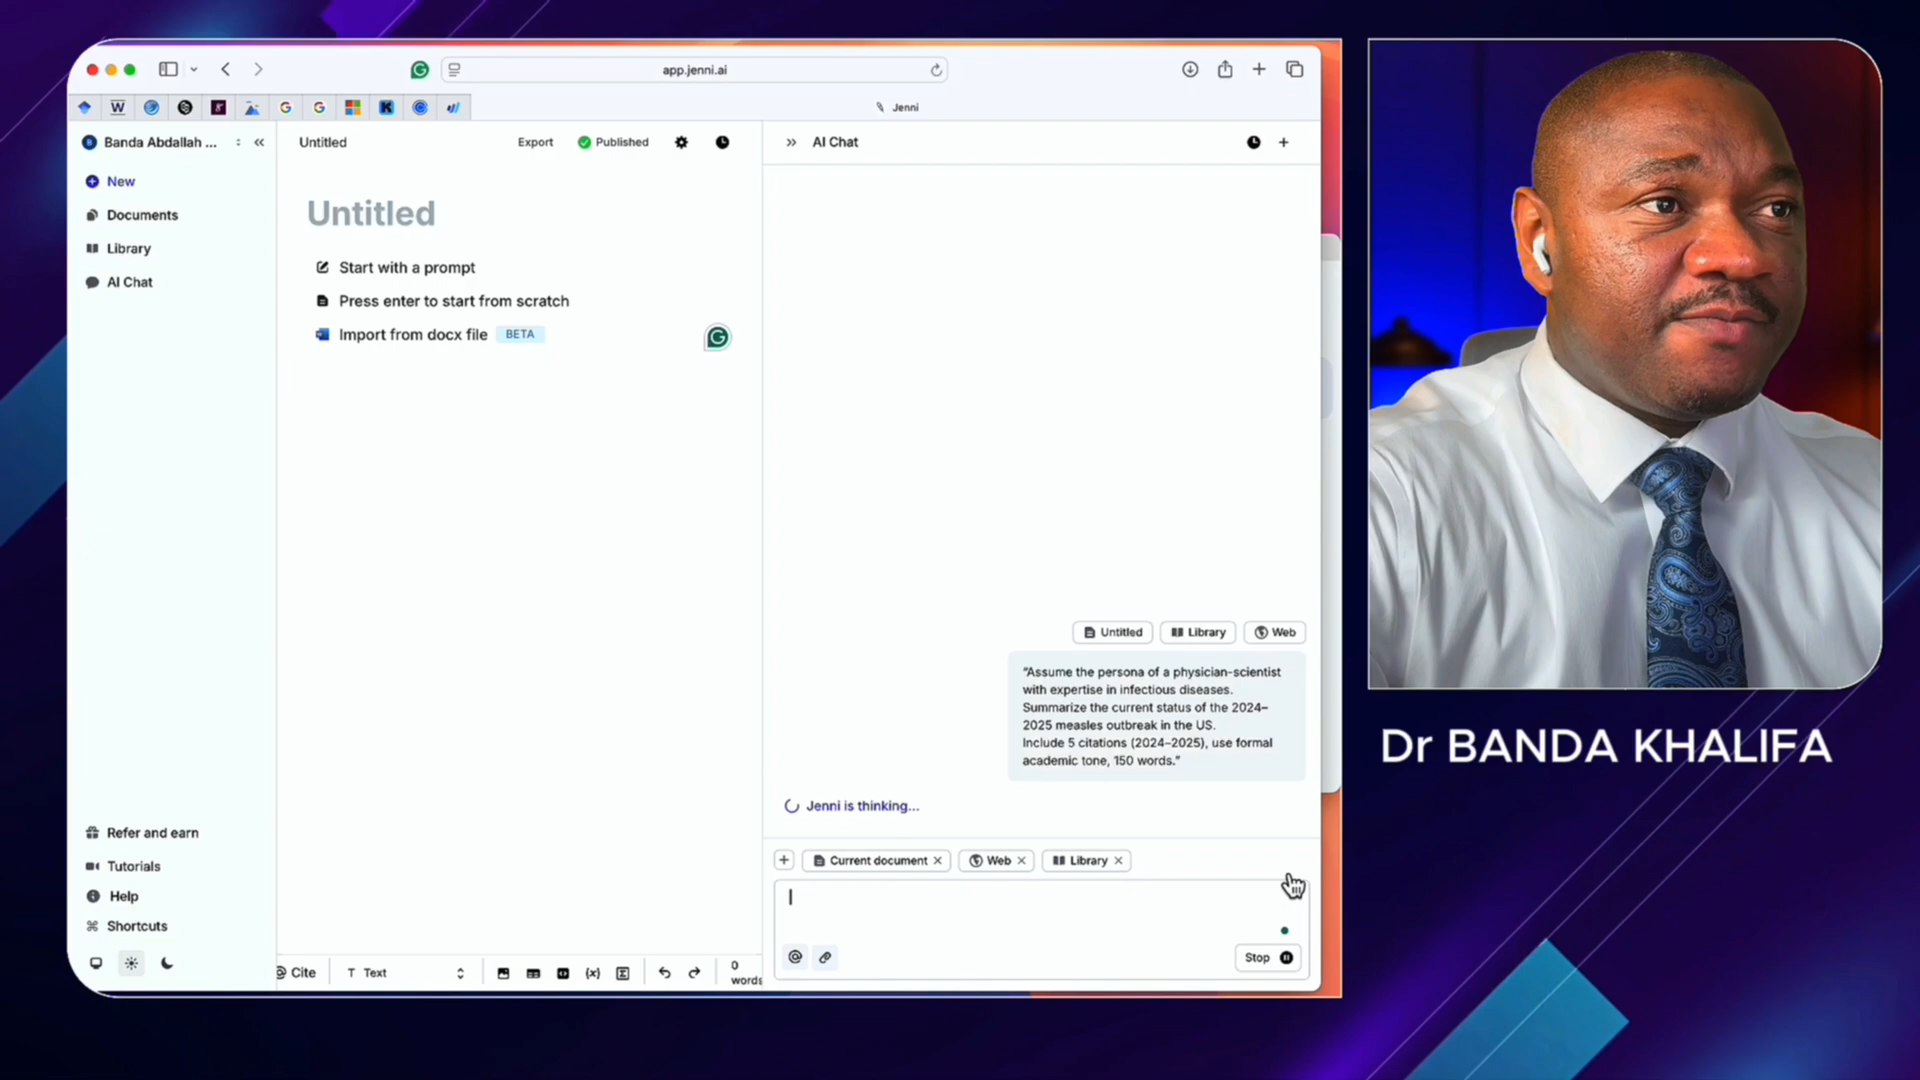 app.jenni.ai
W
Jenni
Banda Abdallah ...
Untitled
Export
Published
AI Chat
New
Documents
Library
AI Chat
Untitled
Start with a prompt
Press enter to start from scratch
Import from docx file BETA
Untitled
Library
Web
“Assume the persona of a physician-scientist
with expertise in infectious diseases.
Summarize the current status of the 2024–
2025 measles outbreak in the US.
Include 5 citations (2024–2025), use formal
academic tone, 150 words.”
Jenni is thinking...
Current document
Web
Library
Stop
Refer and earn
Tutorials
Help
Shortcuts
Cite
T Text
0
words
Dr BANDA KHALIFA